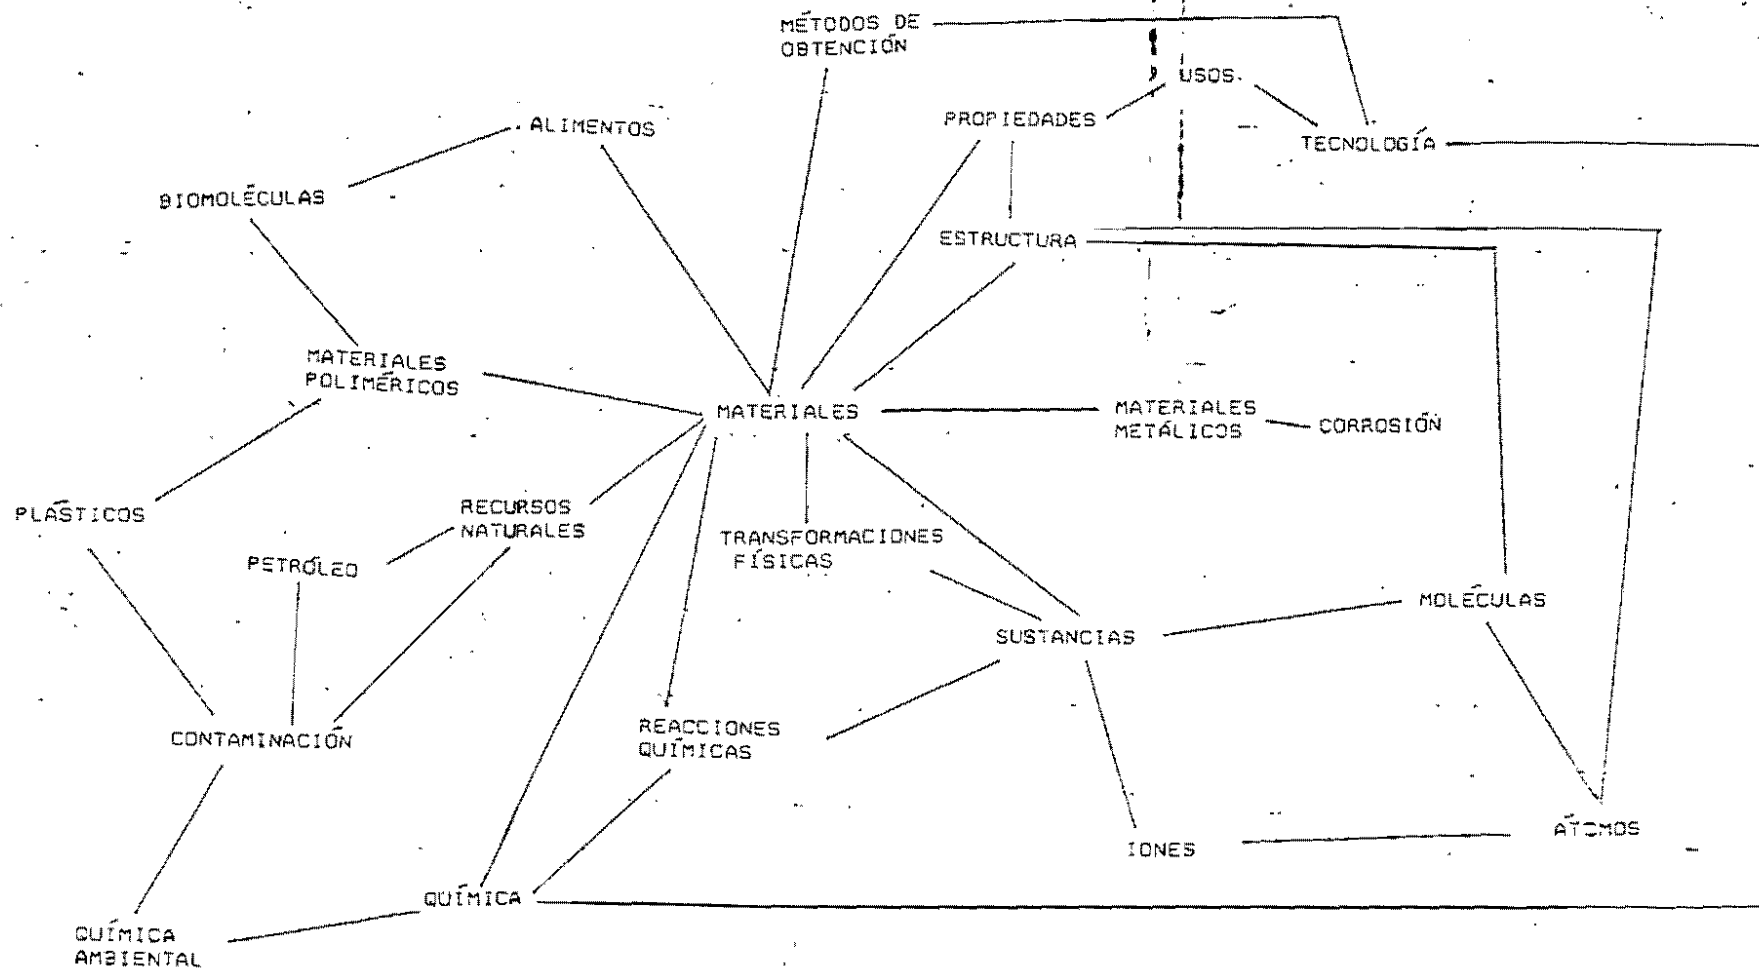 MÉTODOS DE
OBTENCIÓN
USOS
PROPIEDADES
ALIMENTOS
TECNOLOGÍA
BIOMOLÉCULAS
ESTRUCTURA
MATERIALES
POLIMÉRICOS
MATERIALES
MATERIALES
METÁLICOS
CORROSIÓN
PLÁSTICOS
RECURSOS
NATURALES
TRANSFORMACIONES
FÍSICAS
PETRÓLEO
MOLÉCULAS
SUSTANCIAS
CONTAMINACIÓN
REACCIONES
QUÍMICAS
IONES
ÁTOMOS
QUÍMICA
QUÍMICA
AMBIENTAL